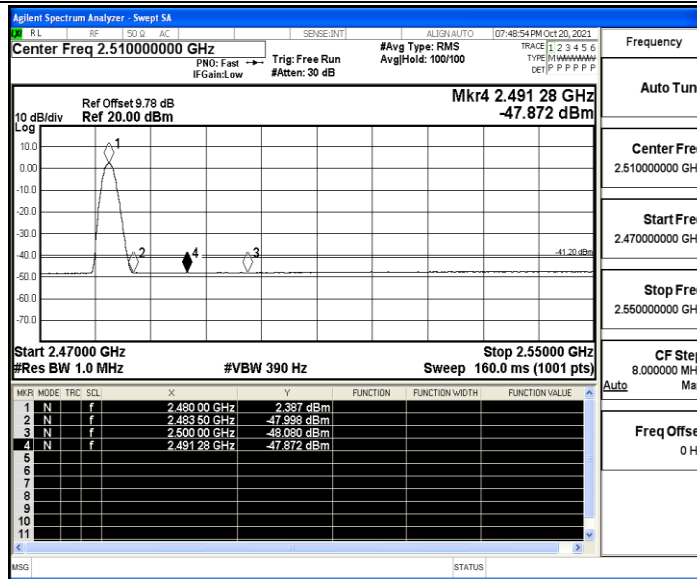 Agilent Spectrum Analyzer - Swept SA
RL RF 50 Ω AC SENSE:INT ALIGN AUTO 07:48:54 PM Oct 20, 2021
Center Freq 2.510000000 GHz
PNO: Fast
IFGain:Low
Trig: Free Run
#Atten: 30 dB
#Avg Type: RMS
Avg|Hold: 100/100
TRACE 1 2 3 4 5 6
TYPE M
DET P P P P P P
Frequency
Auto Tun
Center Fre
2.510000000 GH
Start Fre
2.470000000 GH
Stop Fre
2.550000000 GH
CF Step
8.000000 MH
Auto Ma
Freq Offse
0 H
Mkr4 2.491 28 GHz
-47.872 dBm
Ref Offset 9.78 dB
10 dB/div Ref 20.00 dBm
Log
10.0
0.00
-10.0
-20.0
-30.0
-40.0
-50.0
-60.0
-70.0
1
2
4
3
-41.20 dBm
Start 2.47000 GHz Stop 2.55000 GHz
#Res BW 1.0 MHz #VBW 390 Hz Sweep 160.0 ms (1001 pts)
MKR MODE TRC SCL X Y FUNCTION FUNCTION WIDTH FUNCTION VALUE
1 N f 2.480 00 GHz 2.387 dBm
2 N f 2.483 50 GHz -47.998 dBm
3 N f 2.500 00 GHz -48.080 dBm
4 N f 2.491 28 GHz -47.872 dBm
5
6
7
8
9
10
11
MSG STATUS